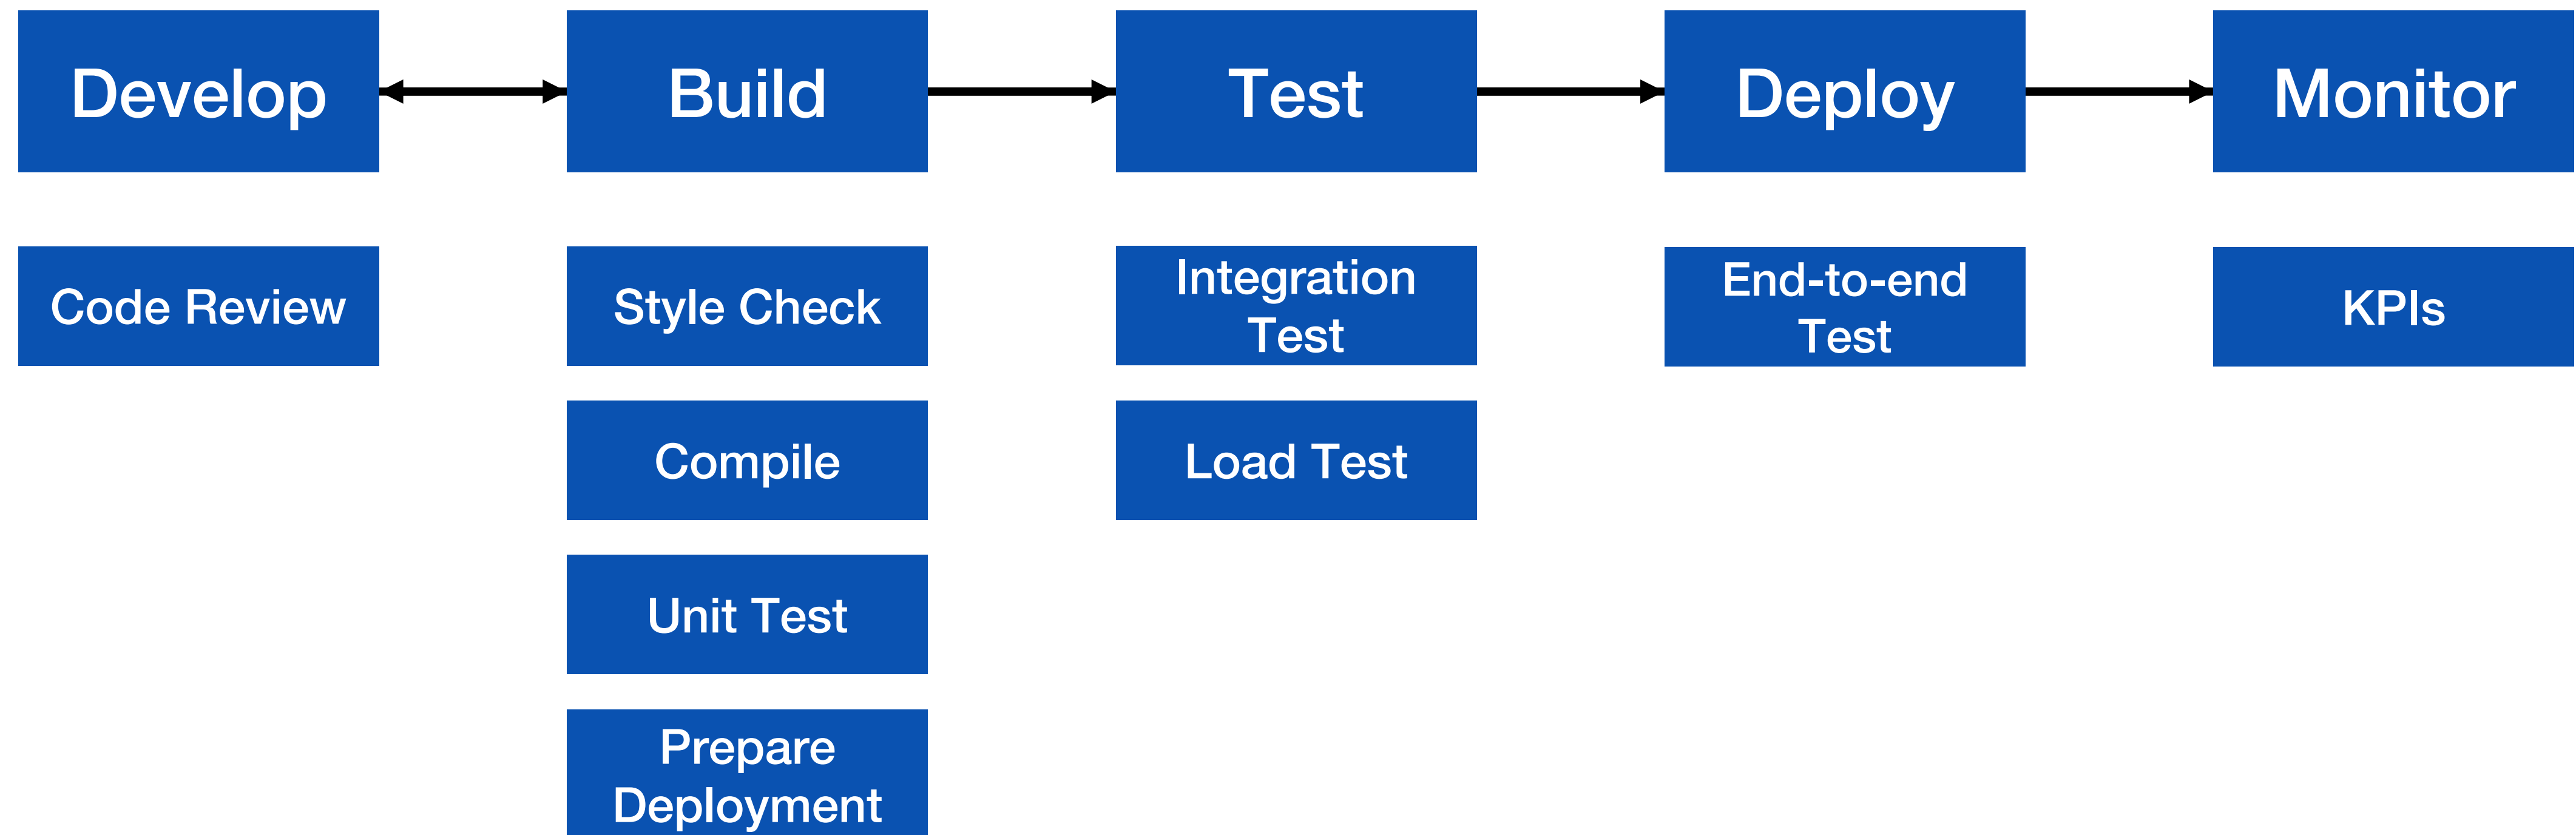 Develop
Build
Test
Deploy
Monitor
Code Review
Style Check
Integration
Test
End-to-end
Test
KPIs
Compile
Load Test
Unit Test
Prepare
Deployment